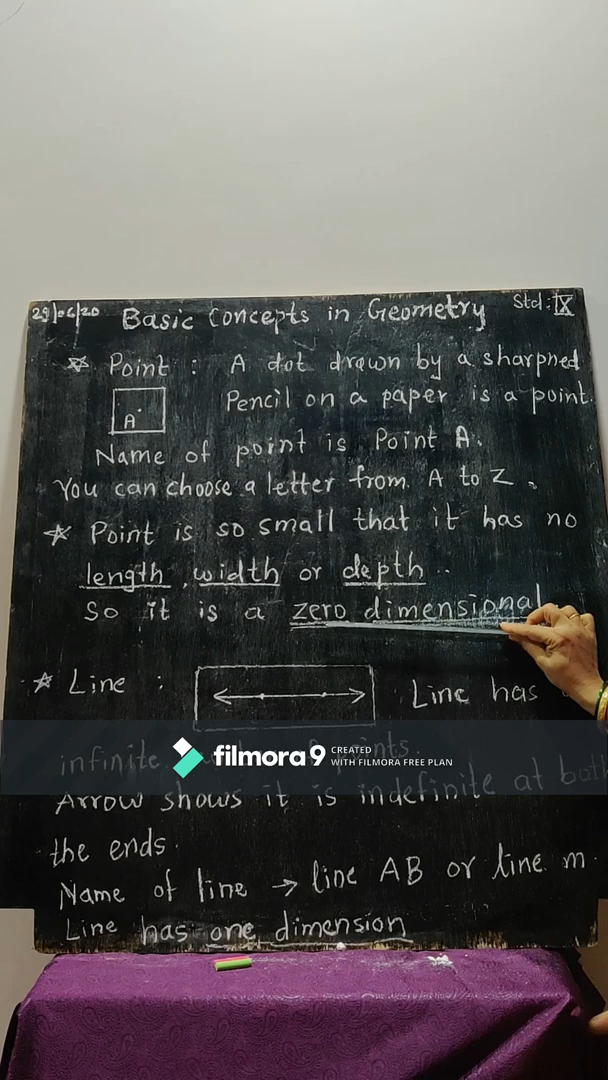 29/06/20 Basic Concepts in Geometry Std: IX
☆ Point : A dot drawn by a sharpned
Pencil on a paper is a point.
A
Name of point is Point A.
You can choose a letter from A to Z.
☆ Point is so small that it has no
length, width or depth.
So it is a zero dimensional
☆ Line : Line has
infinite points.
filmora9 CREATED WITH FILMORA FREE PLAN
Arrow shows it is indefinite at both
the ends.
Name of line → line AB or line m.
Line has one dimension